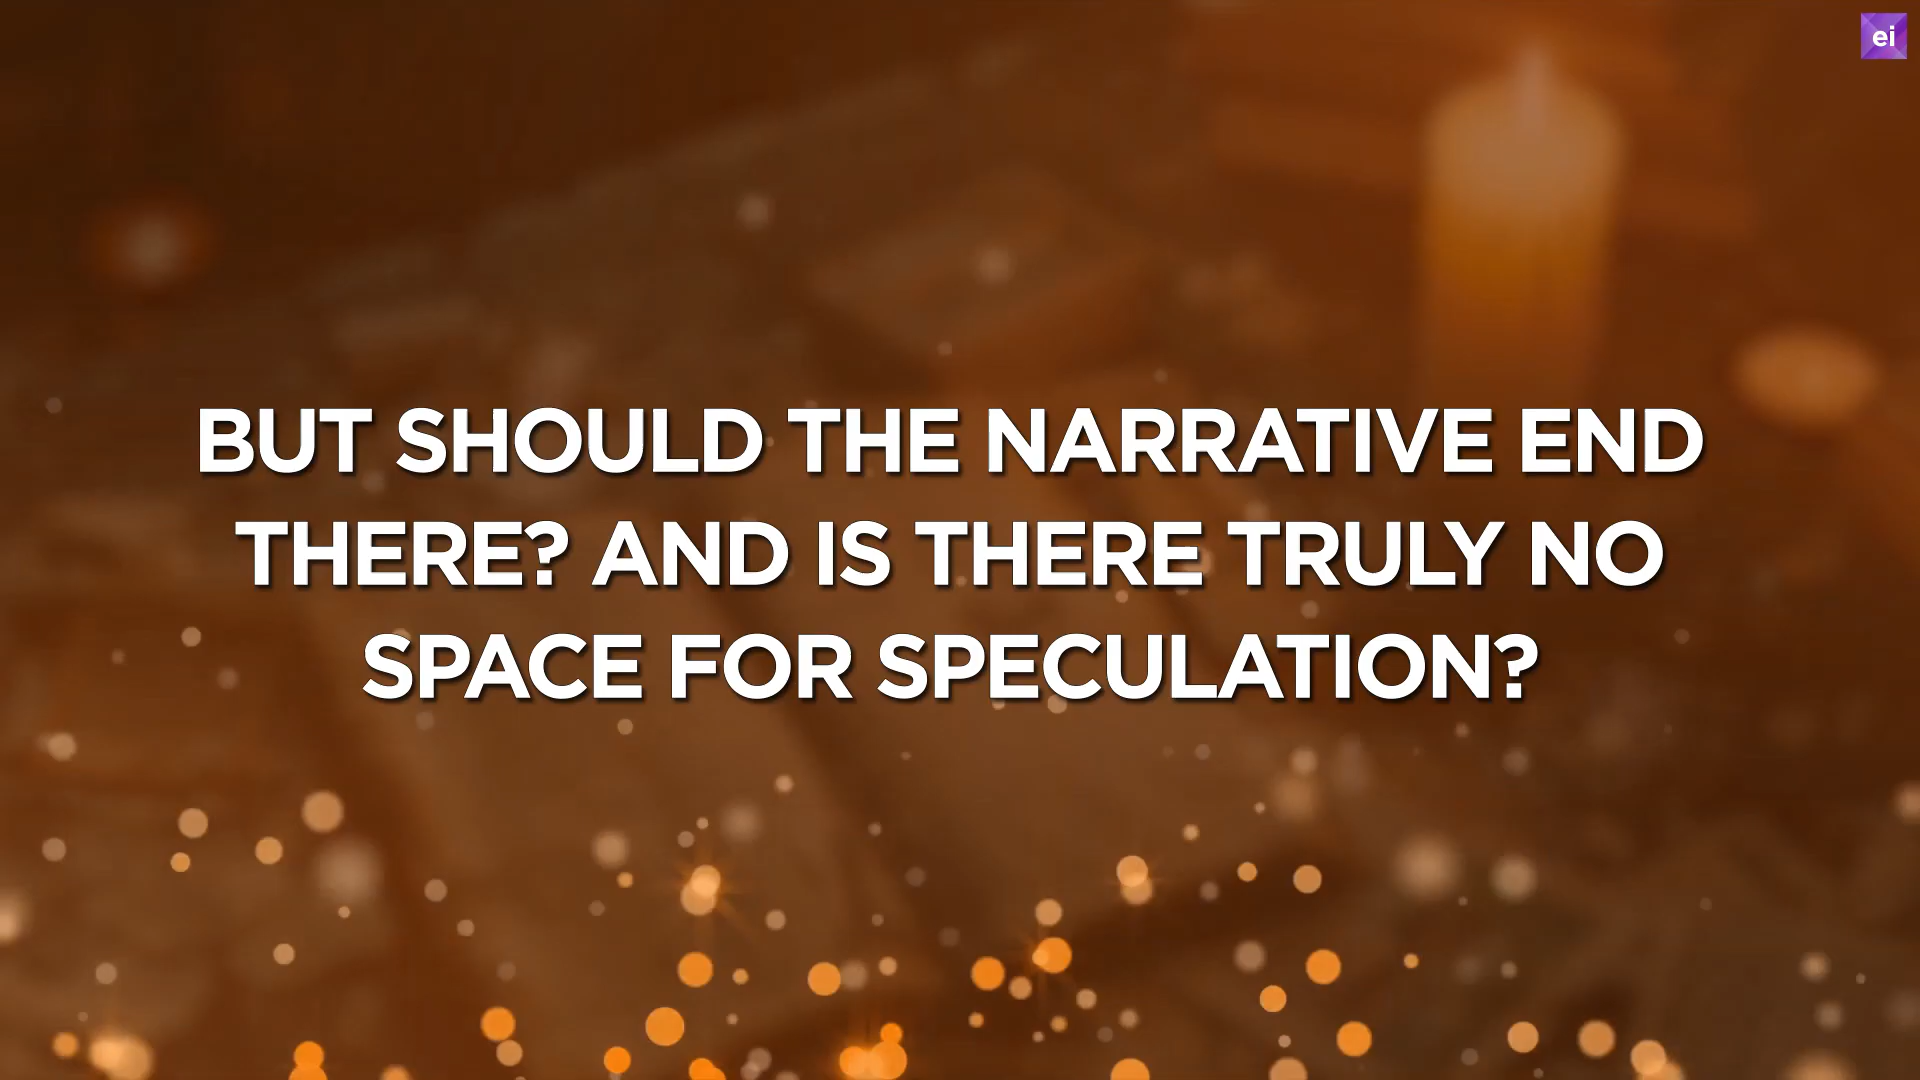 ei
BUT SHOULD THE NARRATIVE END
THERE? AND IS THERE TRULY NO
SPACE FOR SPECULATION?